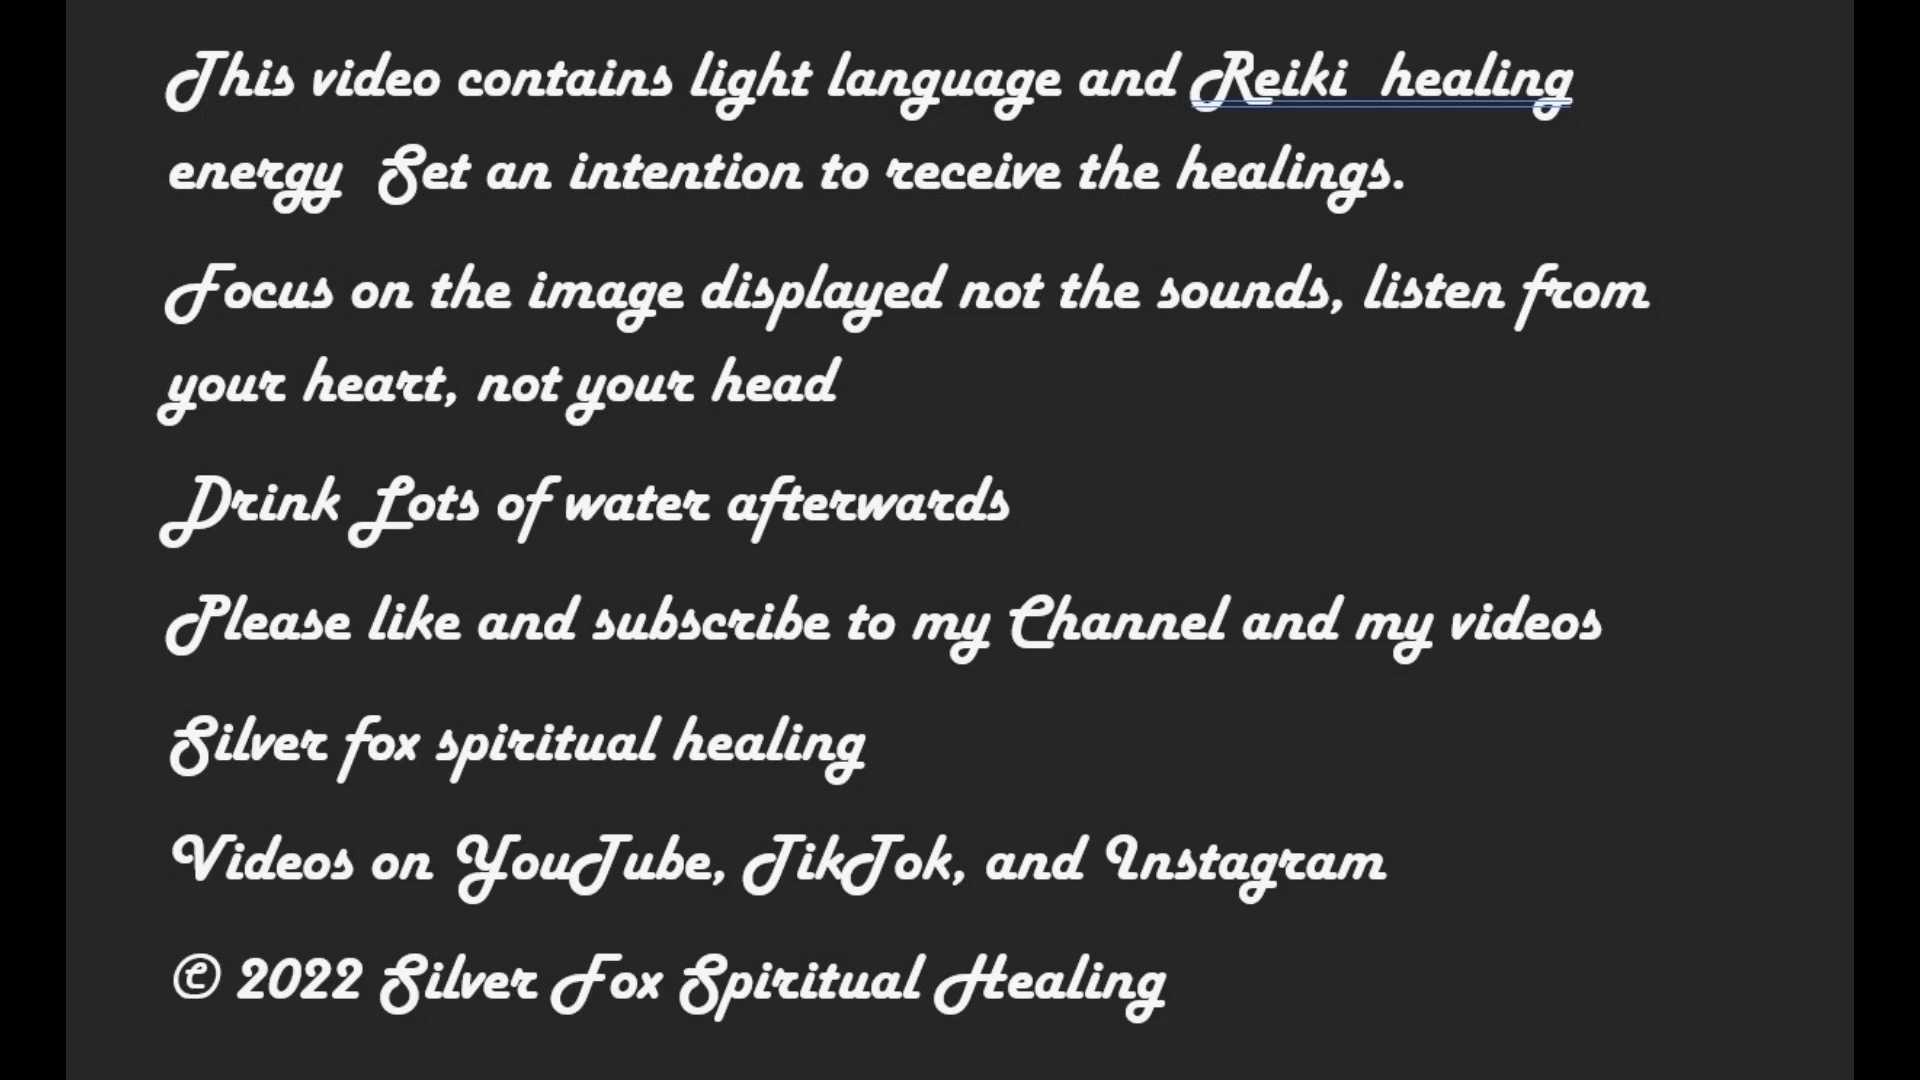 This video contains light language and Reiki  healing
energy  Set an intention to receive the healings.
Focus on the image displayed not the sounds, listen from
your heart, not your head
Drink Lots of water afterwards
Please like and subscribe to my Channel and my videos
Silver fox spiritual healing
Videos on YouTube, TikTok, and Instagram
© 2022 Silver Fox Spiritual Healing